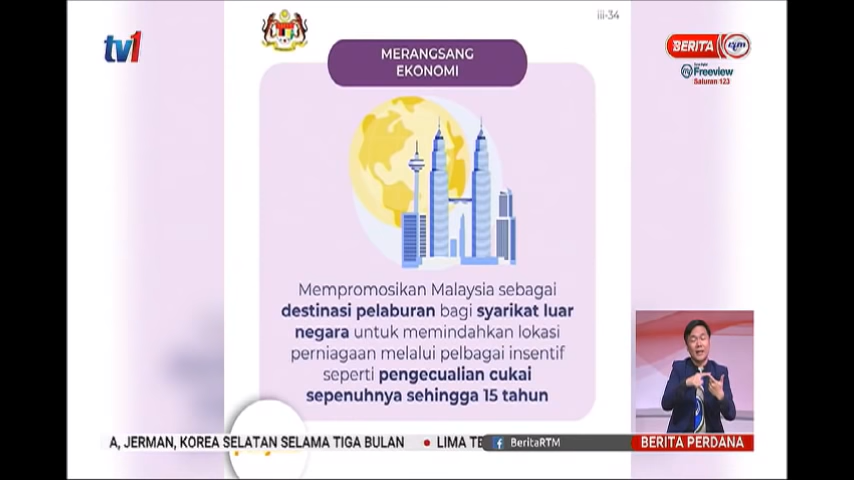 tv1
iii-34
MERANGSANG
EKONOMI
BERITA rtm
Freeview
Saluran 123
Mempromosikan Malaysia sebagai
destinasi pelaburan bagi syarikat luar
negara untuk memindahkan lokasi
perniagaan melalui pelbagai insentif
seperti pengecualian cukai
sepenuhnya sehingga 15 tahun
A, JERMAN, KOREA SELATAN SELAMA TIGA BULAN • LIMA TE
BeritaRTM
BERITA PERDANA